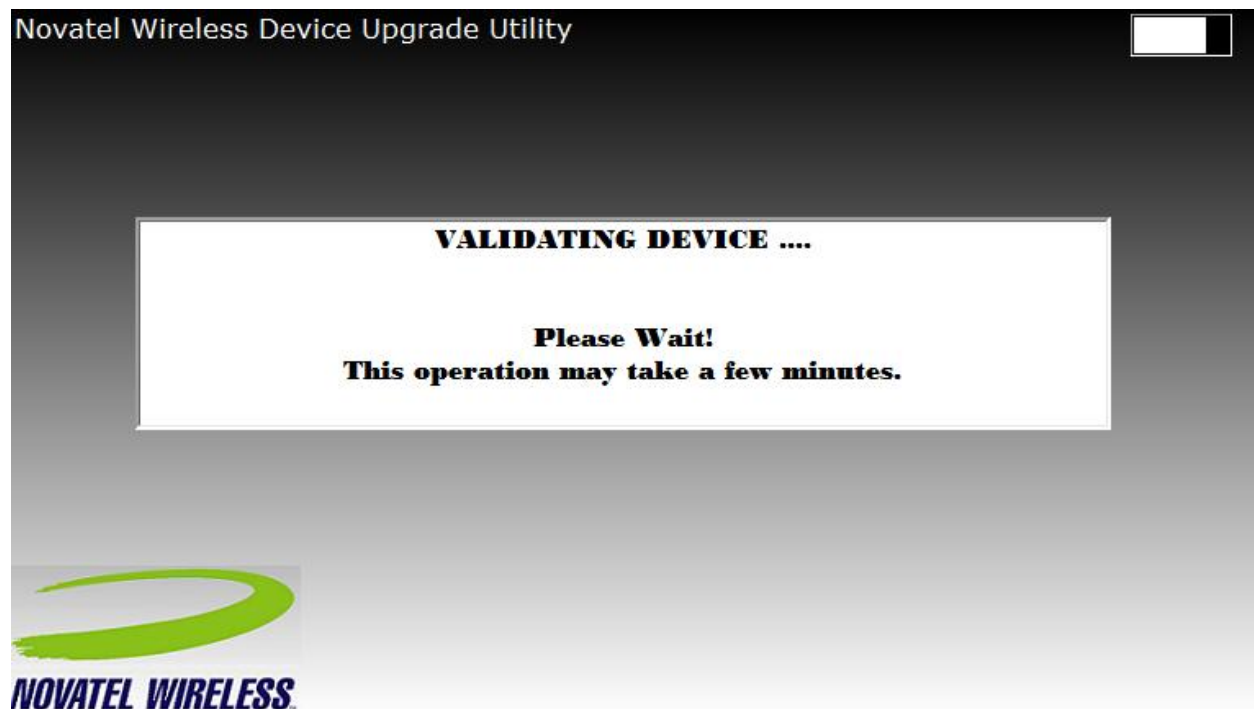 Novatel Wireless Device Upgrade Utility
VALIDATING DEVICE ....
Please Wait!
This operation may take a few minutes.
NOVATEL WIRELESS